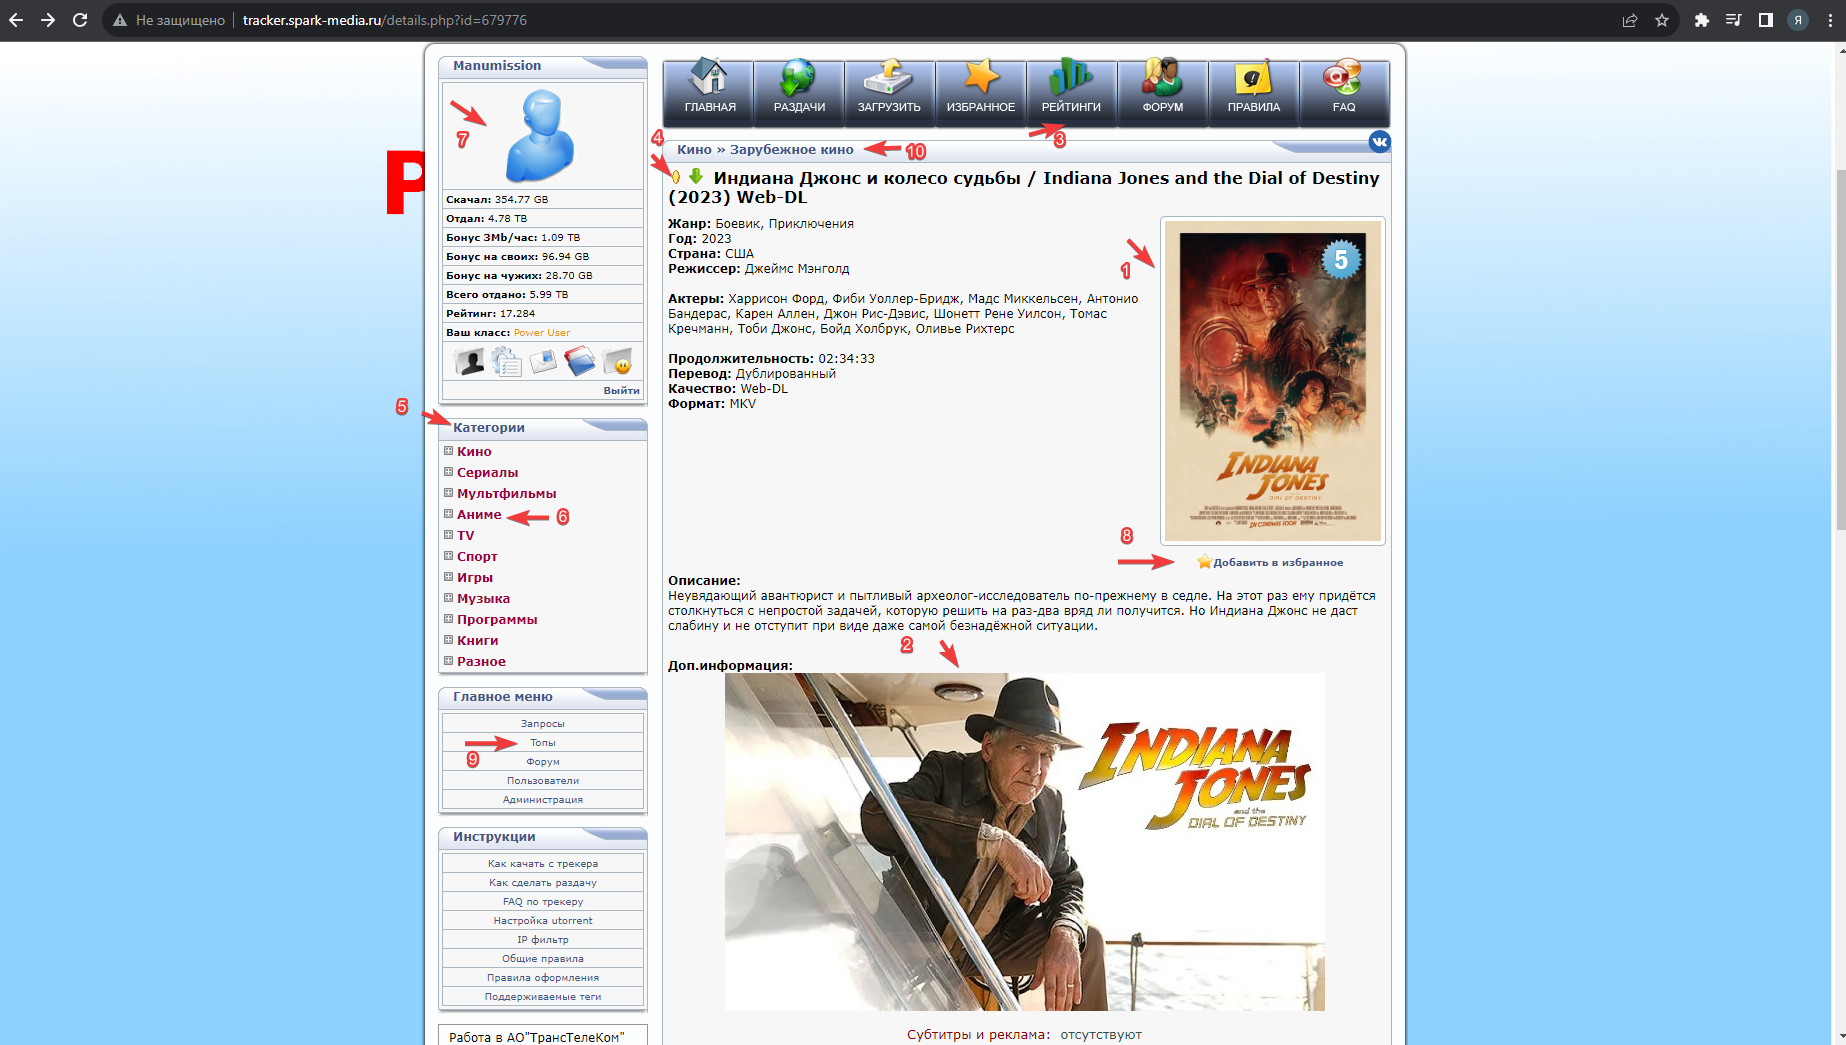 Не защищено
tracker.spark-media.ru/details.php?id=679776
Я
Manumission
7
Скачал: 354.77 GB
Отдал: 4.78 TB
Бонус 3Mb/час: 1.09 TB
Бонус на своих: 96.94 GB
Бонус на чужих: 28.70 GB
Всего отдано: 5.99 TB
Рейтинг: 17.284
Ваш класс: Power User
Выйти
5
Категории
Кино
Сериалы
Мультфильмы
Аниме
6
TV
Спорт
Игры
Музыка
Программы
Книги
Разное
Главное меню
Запросы
Топы
9
Форум
Пользователи
Администрация
Инструкции
Как качать с трекера
Как сделать раздачу
FAQ по трекеру
Настройка utorrent
IP фильтр
Общие правила
Правила оформления
Поддерживаемые теги
Работа в АО"ТрансТелеКом"
ГЛАВНАЯ
РАЗДАЧИ
ЗАГРУЗИТЬ
ИЗБРАННОЕ
РЕЙТИНГИ
ФОРУМ
ПРАВИЛА
FAQ
3
4
Кино » Зарубежное кино
10
Индиана Джонс и колесо судьбы / Indiana Jones and the Dial of Destiny
(2023) Web-DL
Жанр: Боевик, Приключения
Год: 2023
Страна: США
Режиссер: Джеймс Мэнголд
1
Актеры: Харрисон Форд, Фиби Уоллер-Бридж, Мадс Миккельсен, Антонио
Бандерас, Карен Аллен, Джон Рис-Дэвис, Шонетт Рене Уилсон, Томас
Кречманн, Тоби Джонс, Бойд Холбрук, Оливье Рихтерс
Продолжительность: 02:34:33
Перевод: Дублированный
Качество: Web-DL
Формат: MKV
5
INDIANA
JONES
AND THE
DIAL OF DESTINY
IN CINEMAS SOON
8
Добавить в избранное
Описание:
Неувядающий авантюрист и пытливый археолог-исследователь по-прежнему в седле. На этот раз ему придётся
столкнуться с непростой задачей, которую решить на раз-два вряд ли получится. Но Индиана Джонс не даст
слабину и не отступит при виде даже самой безнадёжной ситуации.
2
Доп.информация:
INDIANA
JONES
and the
DIAL OF DESTINY
Субтитры и реклама: отсутствуют